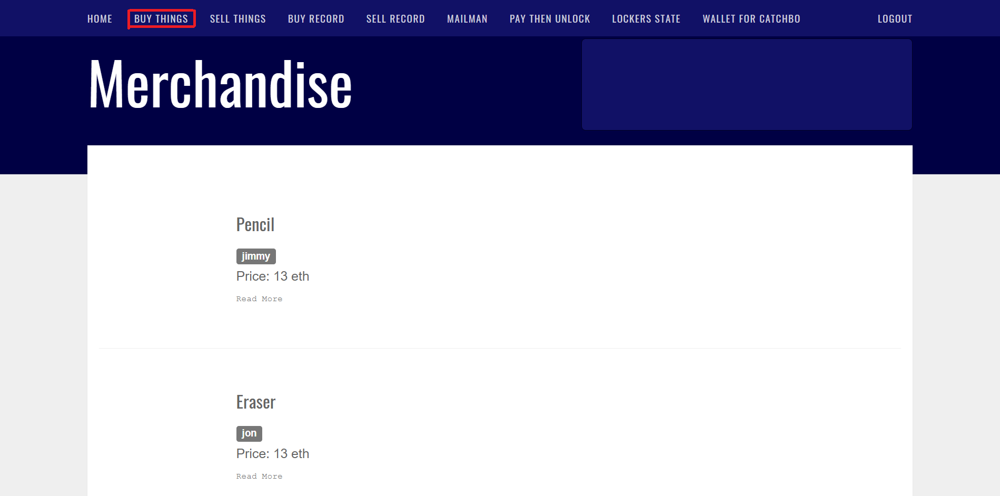 HOME BUY THINGS SELL THINGS BUY RECORD SELL RECORD MAILMAN PAY THEN UNLOCK LOCKERS STATE WALLET FOR CATCHBO LOGOUT
Merchandise
Pencil
jimmy
Price: 13 eth
Read More
Eraser
jon
Price: 13 eth
Read More